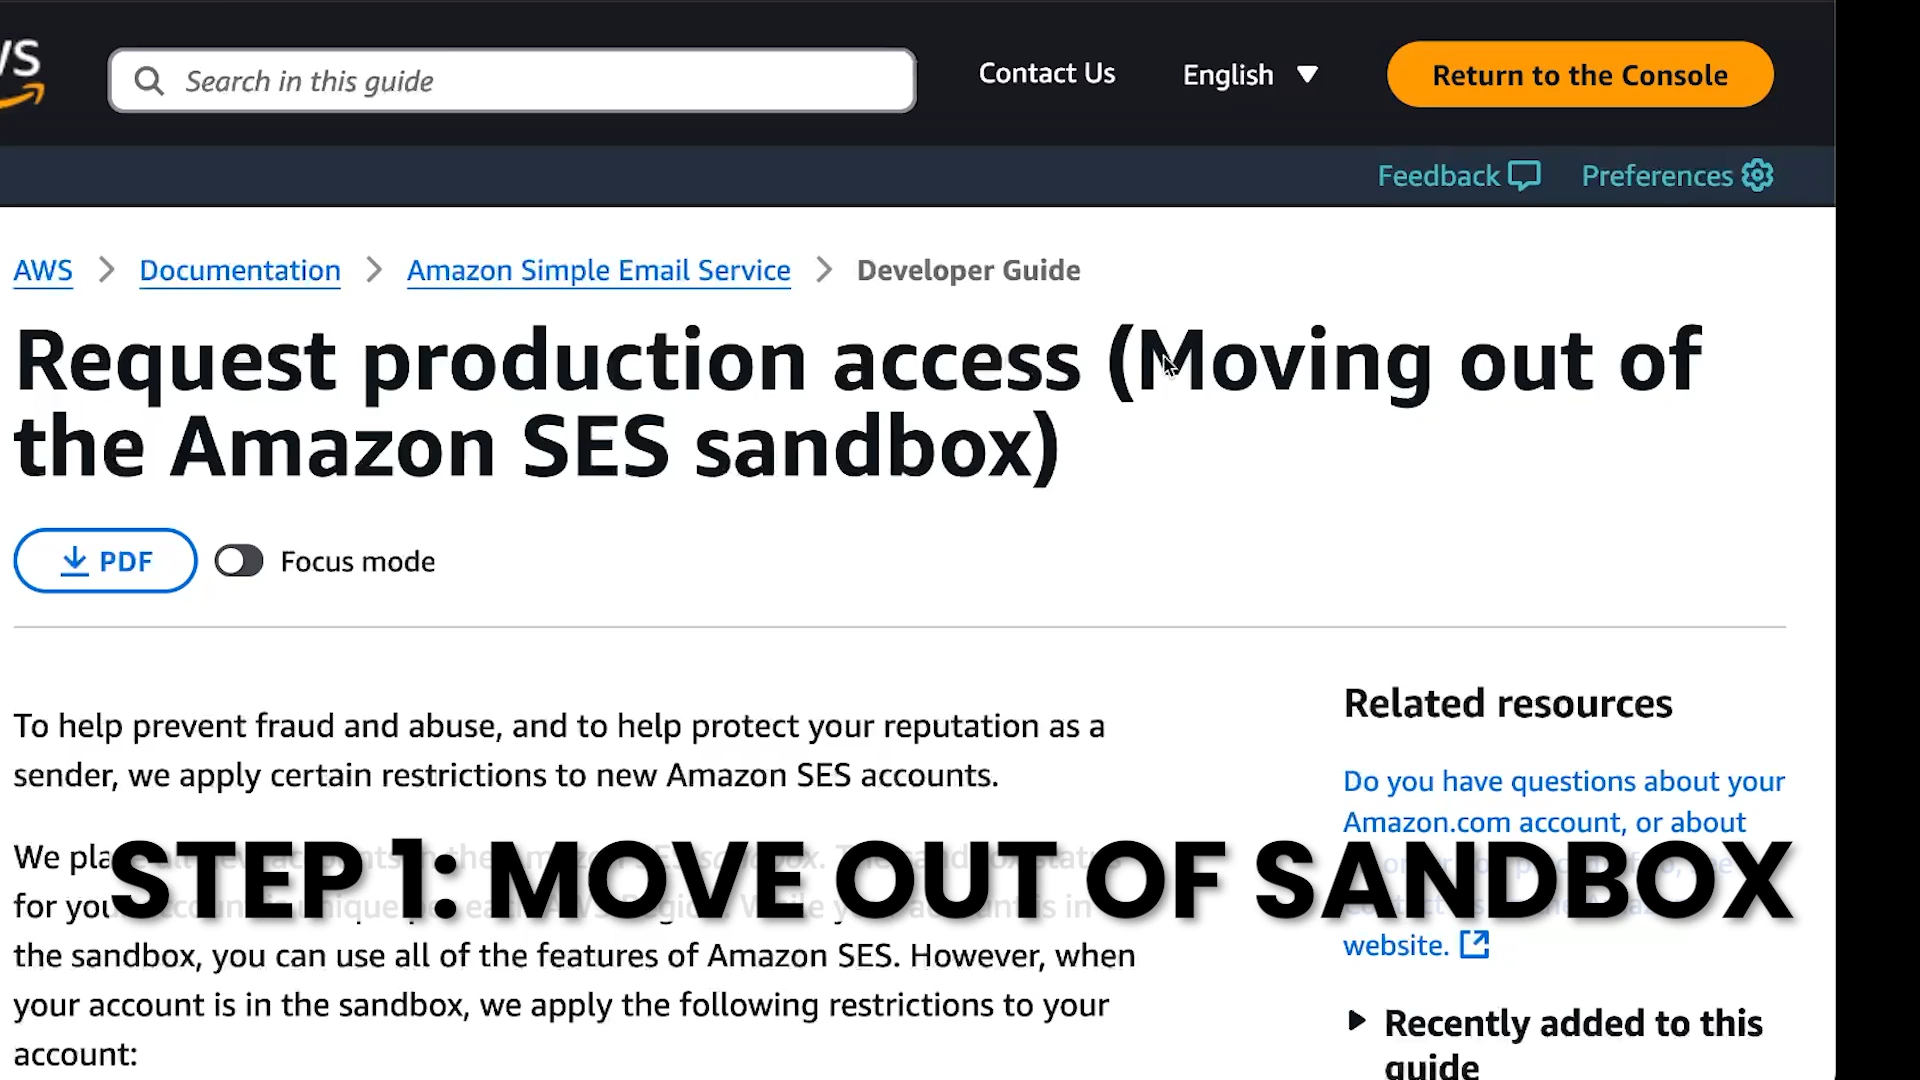 Search in this guide
Contact Us
English
Return to the Console
Feedback
Preferences
AWS > Documentation > Amazon Simple Email Service > Developer Guide
Request production access (Moving out of
the Amazon SES sandbox)
PDF
Focus mode
To help prevent fraud and abuse, and to help protect your reputation as a
sender, we apply certain restrictions to new Amazon SES accounts.
We
for
the sandbox, you can use all of the features of Amazon SES. However, when
your account is in the sandbox, we apply the following restrictions to your
account:
STEP 1: MOVE OUT OF SANDBOX
Related resources
Do you have questions about your
Amazon.com account, or about
website.
Recently added to this
guide